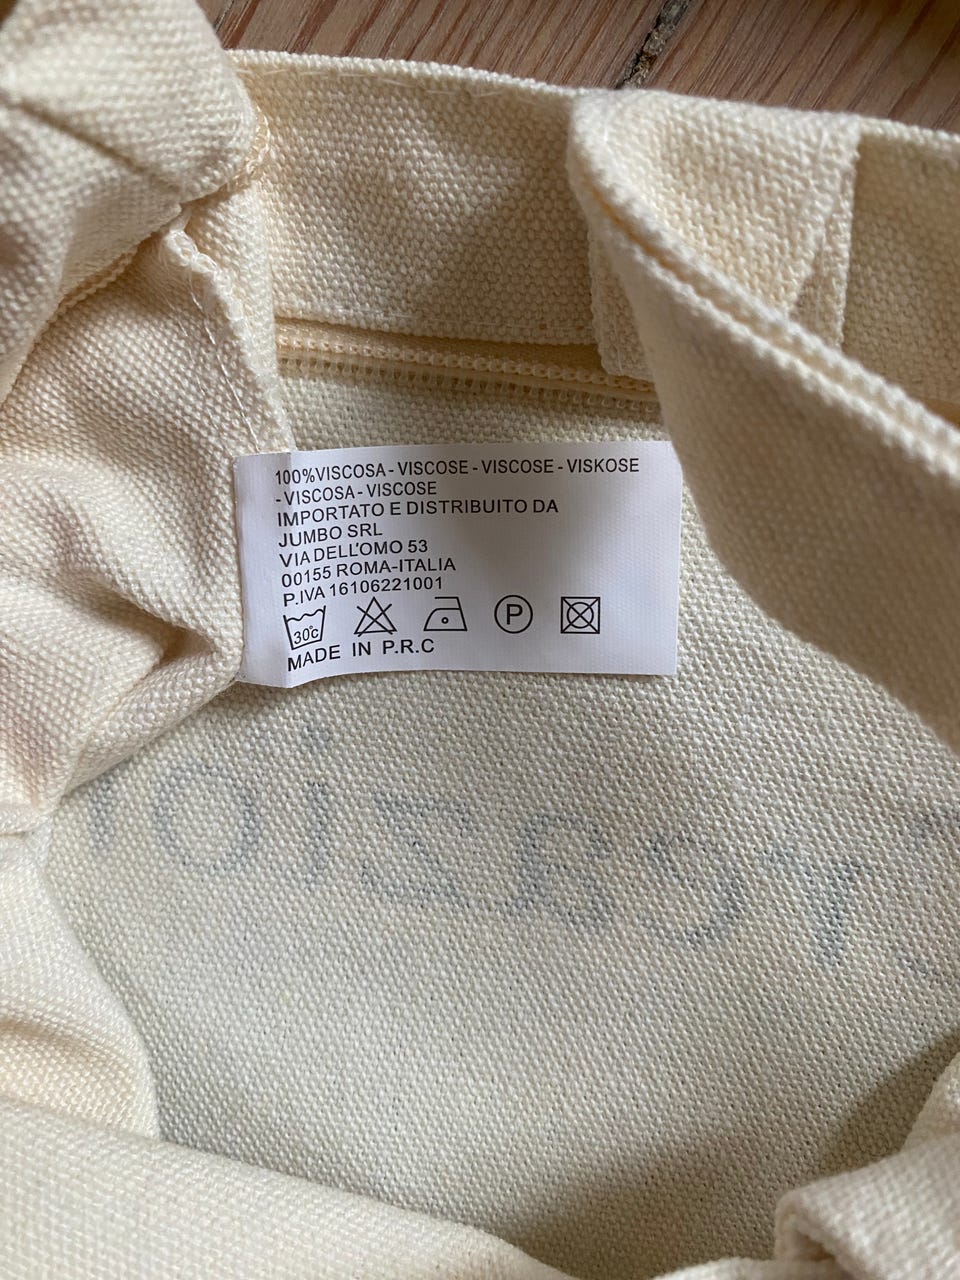 100%VISCOSA - VISCOSE - VISCOSE - VISKOSE
- VISCOSA - VISCOSE
IMPORTATO E DISTRIBUITO DA
JUMBO SRL
VIA DELL'OMO 53
00155 ROMA-ITALIA
P.IVA 16106221001
30c
P
MADE IN P.R.C